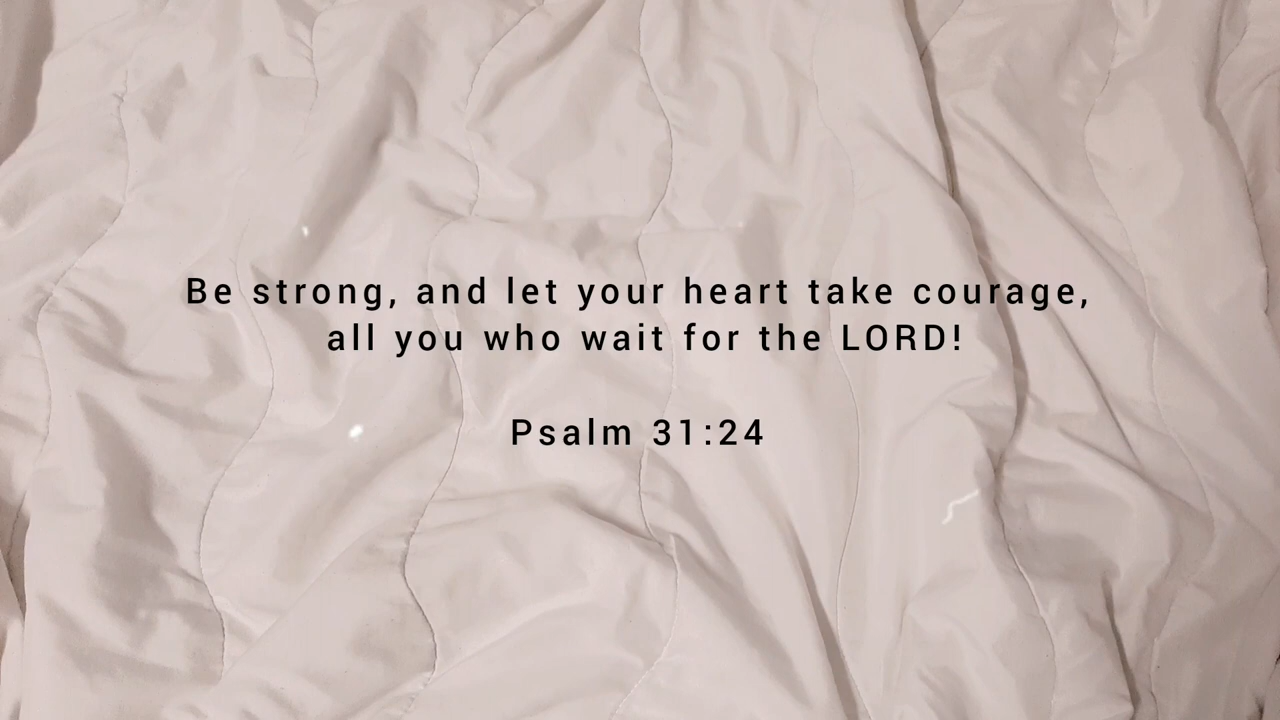 Be strong, and let your heart take courage,
all you who wait for the LORD!
Psalm 31:24